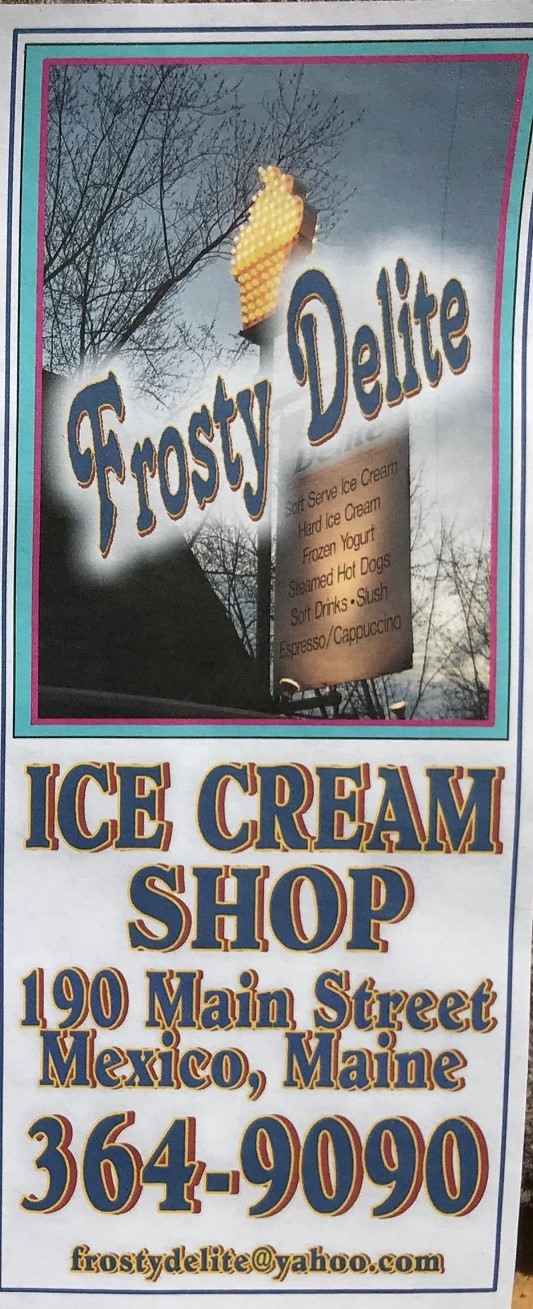 Frosty Delite
Delite
Soft Serve Ice Cream
Hard Ice Cream
Frozen Yogurt
Steamed Hot Dogs
Soft Drinks • Slush
Espresso/Cappuccino
ICE CREAM
SHOP
190 Main Street
Mexico, Maine
364-9090
frostydelite@yahoo.com